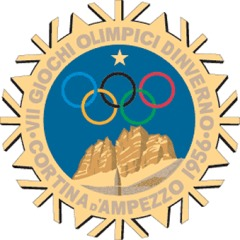 VII GIOCHI OLIMPICI D'INVERNO
CORTINA D'AMPEZZO 1956